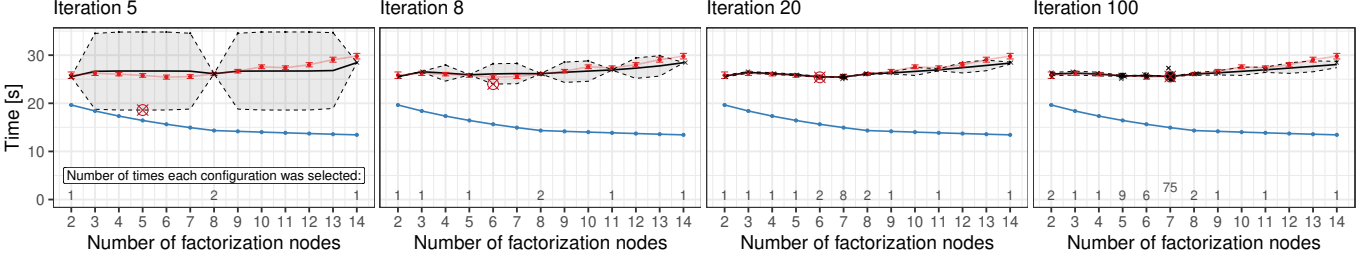 Iteration 5 Iteration 8 Iteration 20 Iteration 100
Time [s]
30
20
10
0
Number of times each configuration was selected:
1 2 1
1 1 1 2 1 1
1 1 1 1 2 8 2 1 1 1
2 1 1 9 6 75 2 1 1 1
2 3 4 5 6 7 8 9 10 11 12 13 14
2 3 4 5 6 7 8 9 10 11 12 13 14
2 3 4 5 6 7 8 9 10 11 12 13 14
2 3 4 5 6 7 8 9 10 11 12 13 14
Number of factorization nodes
Number of factorization nodes
Number of factorization nodes
Number of factorization nodes